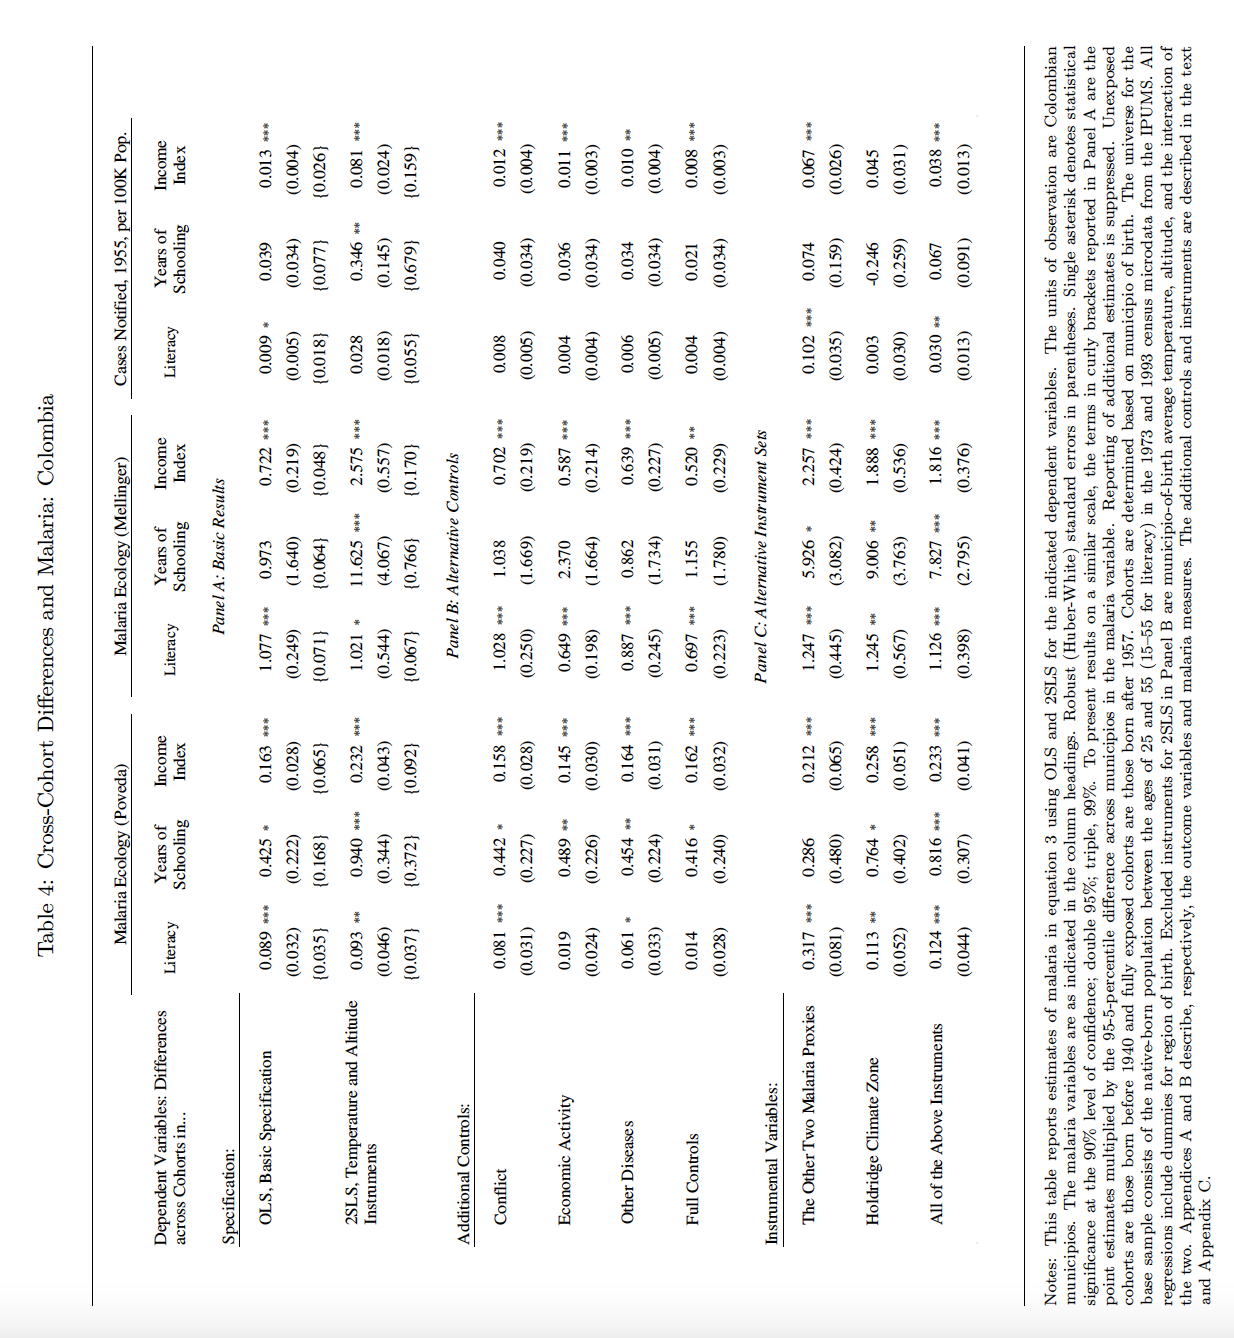 Table 4: Cross-Cohort Differences and Malaria: Colombia
Malaria Ecology (Poveda) Malaria Ecology (Mellinger) Cases Notified, 1955, per 100K Pop.
Dependent Variables: Differences Literacy Years of Income Literacy Years of Income Literacy Years of Income
across Cohorts in... Schooling Index Schooling Index Schooling Index
Specification: Panel A: Basic Results
OLS, Basic Specification 0.089 *** 0.425 * 0.163 *** 1.077 *** 0.973 0.722 *** 0.009 * 0.039 0.013 ***
(0.032) (0.222) (0.028) (0.249) (1.640) (0.219) (0.005) (0.034) (0.004)
{0.035} {0.168} {0.065} {0.071} {0.064} {0.048} {0.018} {0.077} {0.026}
2SLS, Temperature and Altitude 0.093 ** 0.940 *** 0.232 *** 1.021 * 11.625 *** 2.575 *** 0.028 0.346 ** 0.081 ***
Instruments (0.046) (0.344) (0.043) (0.544) (4.067) (0.557) (0.018) (0.145) (0.024)
{0.037} {0.372} {0.092} {0.067} {0.766} {0.170} {0.055} {0.679} {0.159}
Additional Controls: Panel B: Alternative Controls
Conflict 0.081 *** 0.442 * 0.158 *** 1.028 *** 1.038 0.702 *** 0.008 0.040 0.012 ***
(0.031) (0.227) (0.028) (0.250) (1.669) (0.219) (0.005) (0.034) (0.004)
Economic Activity 0.019 0.489 ** 0.145 *** 0.649 *** 2.370 0.587 *** 0.004 0.036 0.011 ***
(0.024) (0.226) (0.030) (0.198) (1.664) (0.214) (0.004) (0.034) (0.003)
Other Diseases 0.061 * 0.454 ** 0.164 *** 0.887 *** 0.862 0.639 *** 0.006 0.034 0.010 **
(0.033) (0.224) (0.031) (0.245) (1.734) (0.227) (0.005) (0.034) (0.004)
Full Controls 0.014 0.416 * 0.162 *** 0.697 *** 1.155 0.520 ** 0.004 0.021 0.008 ***
(0.028) (0.240) (0.032) (0.223) (1.780) (0.229) (0.004) (0.034) (0.003)
Instrumental Variables: Panel C: Alternative Instrument Sets
The Other Two Malaria Proxies 0.317 *** 0.286 0.212 *** 1.247 *** 5.926 * 2.257 *** 0.102 *** 0.074 0.067 ***
(0.081) (0.480) (0.065) (0.445) (3.082) (0.424) (0.035) (0.159) (0.026)
Holdridge Climate Zone 0.113 ** 0.764 * 0.258 *** 1.245 ** 9.006 ** 1.888 *** 0.003 -0.246 0.045
(0.052) (0.402) (0.051) (0.567) (3.763) (0.536) (0.030) (0.259) (0.031)
All of the Above Instruments 0.124 *** 0.816 *** 0.233 *** 1.126 *** 7.827 *** 1.816 *** 0.030 ** 0.067 0.038 ***
(0.044) (0.307) (0.041) (0.398) (2.795) (0.376) (0.013) (0.091) (0.013)
Notes: This table reports estimates of malaria in equation 3 using OLS and 2SLS for the indicated dependent variables. The units of observation are Colombian
municipios. The malaria variables are as indicated in the column headings. Robust (Huber-White) standard errors in parentheses. Single asterisk denotes statistical
significance at the 90% level of confidence; double 95%; triple, 99%. To present results on a similar scale, the terms in curly brackets reported in Panel A are the
point estimates multiplied by the 95-5-percentile difference across municipios in the malaria variable. Reporting of additional estimates is suppressed. Unexposed
cohorts are those born before 1940 and fully exposed cohorts are those born after 1957. Cohorts are determined based on municipio of birth. The universe for the
base sample consists of the native-born population between the ages of 25 and 55 (15–55 for literacy) in the 1973 and 1993 census microdata from the IPUMS. All
regressions include dummies for region of birth. Excluded instruments for 2SLS in Panel B are municipio-of-birth average temperature, altitude, and the interaction of
the two. Appendices A and B describe, respectively, the outcome variables and malaria measures. The additional controls and instruments are described in the text
and Appendix C.